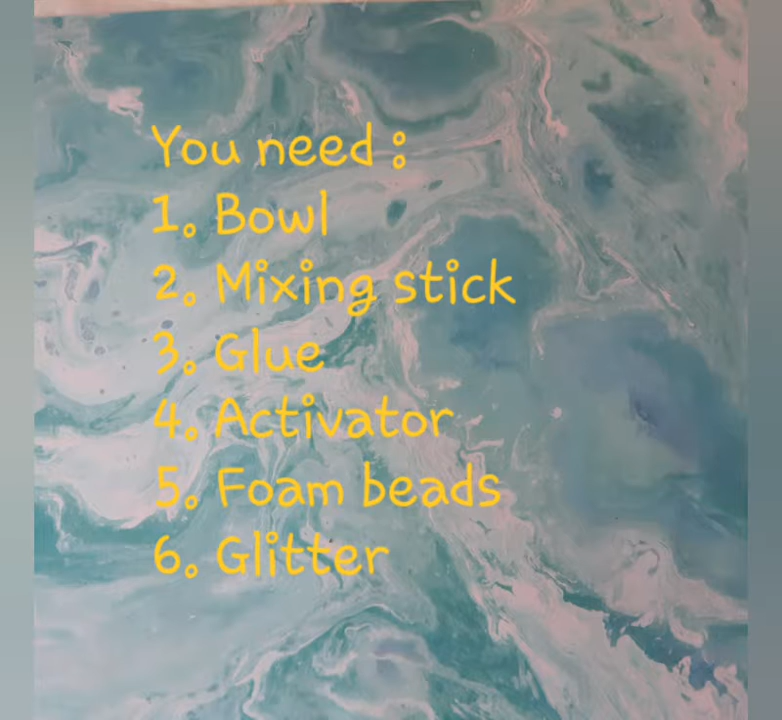 You need :
1. Bowl
2. Mixing stick
3. Glue
4. Activator
5. Foam beads
6. Glitter